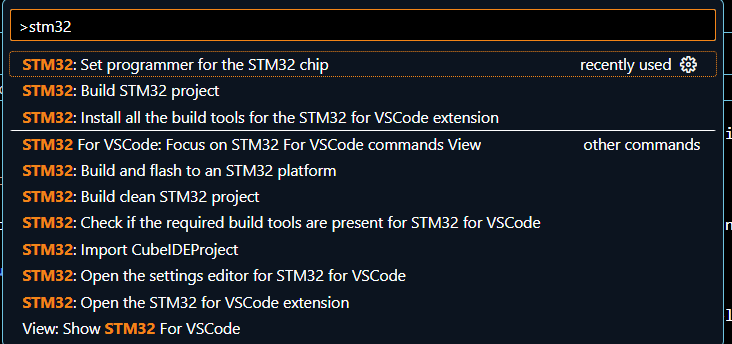 >stm32
STM32: Set programmer for the STM32 chip recently used
STM32: Build STM32 project
STM32: Install all the build tools for the STM32 for VSCode extension
STM32 For VSCode: Focus on STM32 For VSCode commands View other commands
STM32: Build and flash to an STM32 platform
STM32: Build clean STM32 project
STM32: Check if the required build tools are present for STM32 for VSCode
STM32: Import CubeIDEProject
STM32: Open the settings editor for STM32 for VSCode
STM32: Open the STM32 for VSCode extension
View: Show STM32 For VSCode